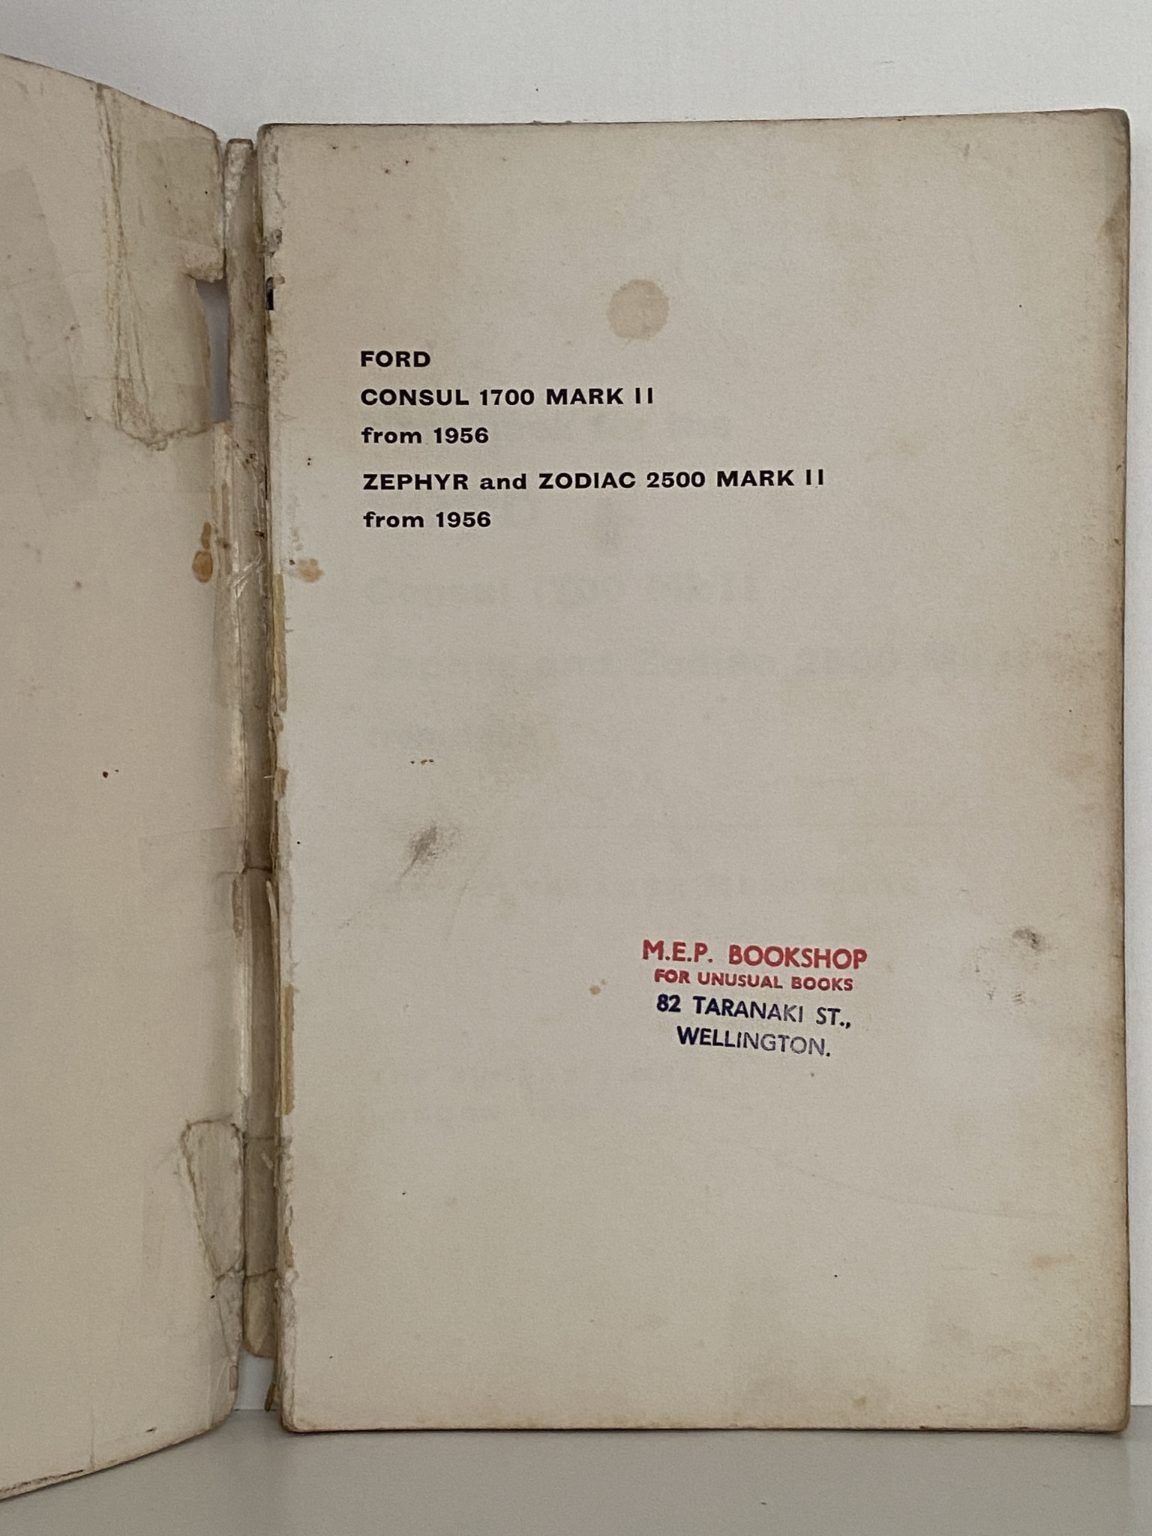 FORD
CONSUL 1700 MARK II
from 1956
ZEPHYR and ZODIAC 2500 MARK II
from 1956
M.E.P. BOOKSHOP
FOR UNUSUAL BOOKS
82 TARANAKI ST.,
WELLINGTON.